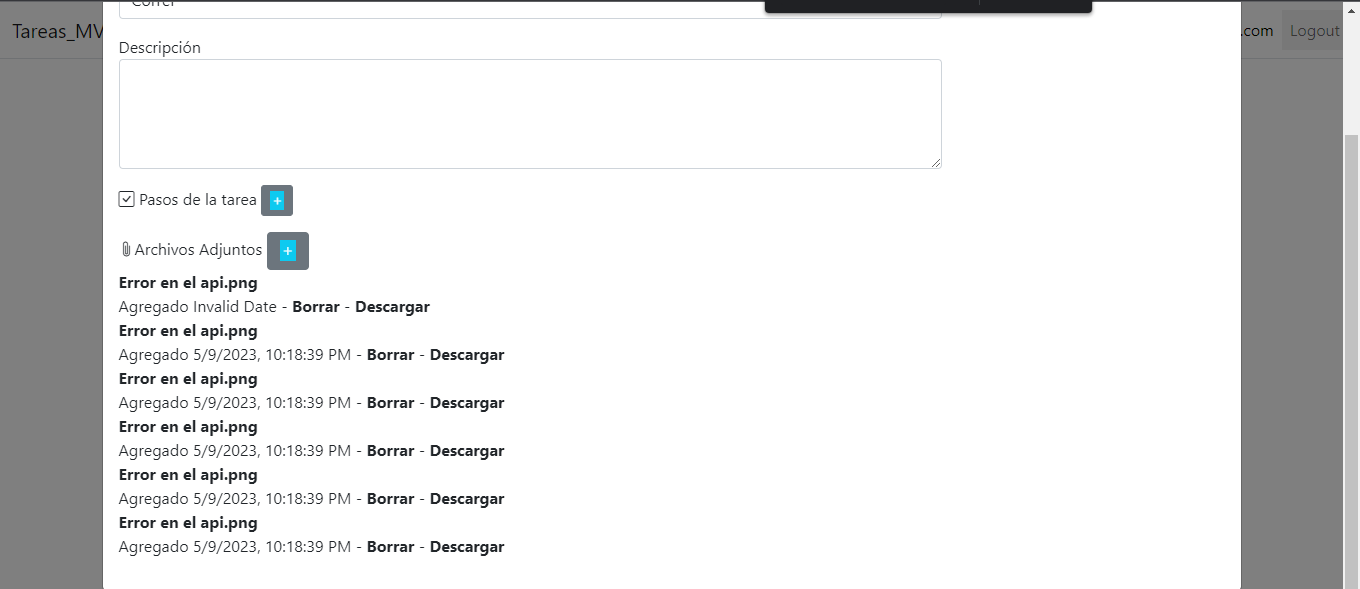 Correr
Tareas_MV
.com
Logout
Descripción
Pasos de la tarea +
Archivos Adjuntos +
Error en el api.png
Agregado Invalid Date - Borrar - Descargar
Error en el api.png
Agregado 5/9/2023, 10:18:39 PM - Borrar - Descargar
Error en el api.png
Agregado 5/9/2023, 10:18:39 PM - Borrar - Descargar
Error en el api.png
Agregado 5/9/2023, 10:18:39 PM - Borrar - Descargar
Error en el api.png
Agregado 5/9/2023, 10:18:39 PM - Borrar - Descargar
Error en el api.png
Agregado 5/9/2023, 10:18:39 PM - Borrar - Descargar